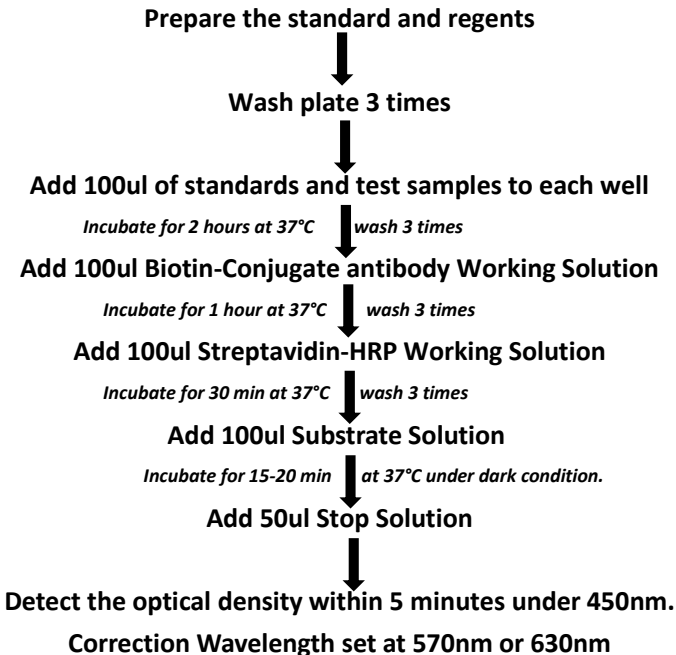 Prepare the standard and regents
Wash plate 3 times
Add 100ul of standards and test samples to each well
Incubate for 2 hours at 37°C wash 3 times
Add 100ul Biotin-Conjugate antibody Working Solution
Incubate for 1 hour at 37°C wash 3 times
Add 100ul Streptavidin-HRP Working Solution
Incubate for 30 min at 37°C wash 3 times
Add 100ul Substrate Solution
Incubate for 15-20 min at 37°C under dark condition.
Add 50ul Stop Solution
Detect the optical density within 5 minutes under 450nm.
Correction Wavelength set at 570nm or 630nm